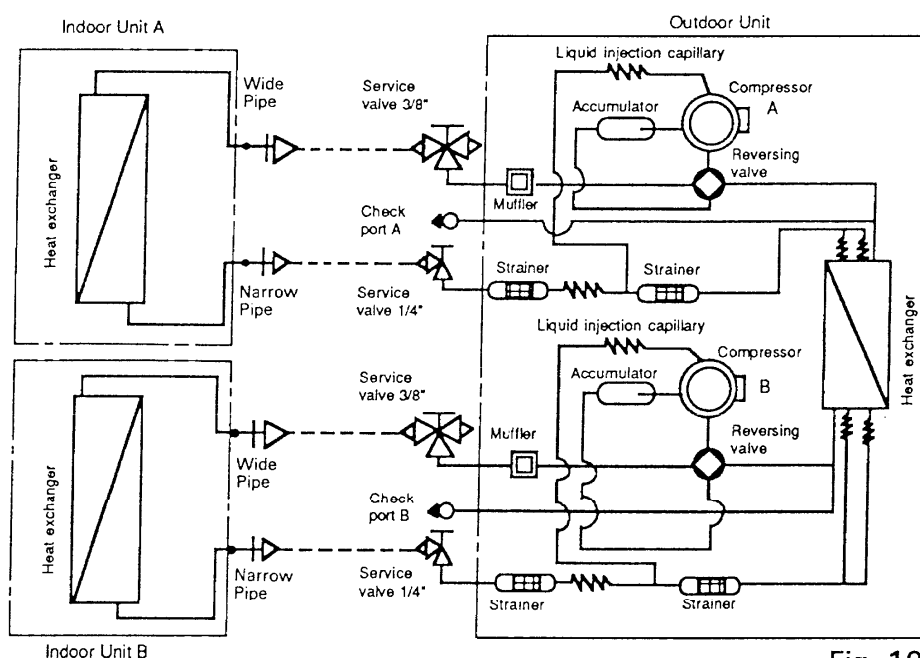 Indoor Unit A
Outdoor Unit
Liquid injection capillary
Wide
Pipe
Service
valve 3/8"
Accumulator
Compressor
A
Heat exchanger
Reversing
valve
Muffler
Check
port A
Narrow
Pipe
Service
valve 1/4"
Strainer
Strainer
Heat exchanger
Liquid injection capillary
Compressor
B
Service
valve 3/8"
Accumulator
Heat exchanger
Wide
Pipe
Muffler
Reversing
valve
Check
port B
Narrow
Pipe
Service
valve 1/4"
Strainer
Strainer
Indoor Unit B